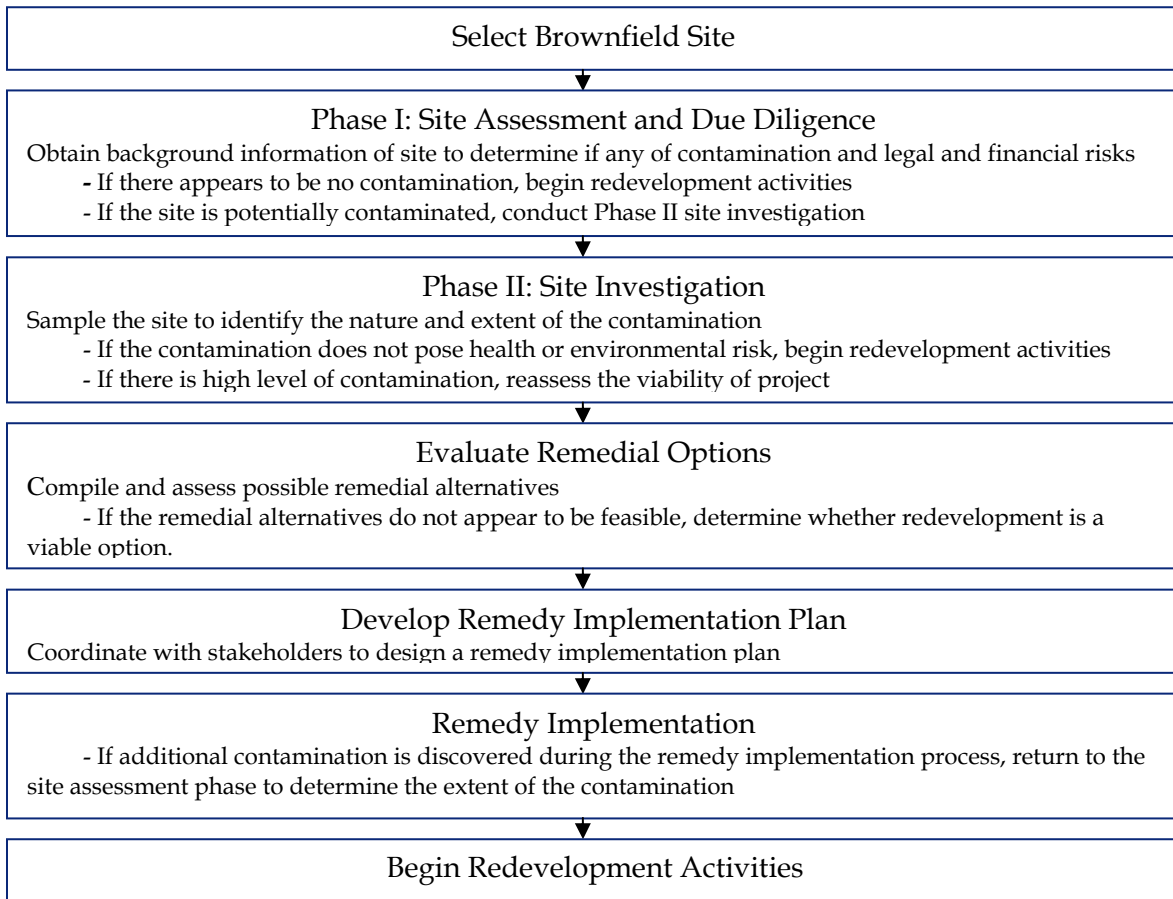 Select Brownfield Site
Phase I: Site Assessment and Due Diligence
Obtain background information of site to determine if any of contamination and legal and financial risks
- If there appears to be no contamination, begin redevelopment activities
- If the site is potentially contaminated, conduct Phase II site investigation
Phase II: Site Investigation
Sample the site to identify the nature and extent of the contamination
- If the contamination does not pose health or environmental risk, begin redevelopment activities
- If there is high level of contamination, reassess the viability of project
Evaluate Remedial Options
Compile and assess possible remedial alternatives
- If the remedial alternatives do not appear to be feasible, determine whether redevelopment is a
viable option.
Develop Remedy Implementation Plan
Coordinate with stakeholders to design a remedy implementation plan
Remedy Implementation
- If additional contamination is discovered during the remedy implementation process, return to the
site assessment phase to determine the extent of the contamination
Begin Redevelopment Activities